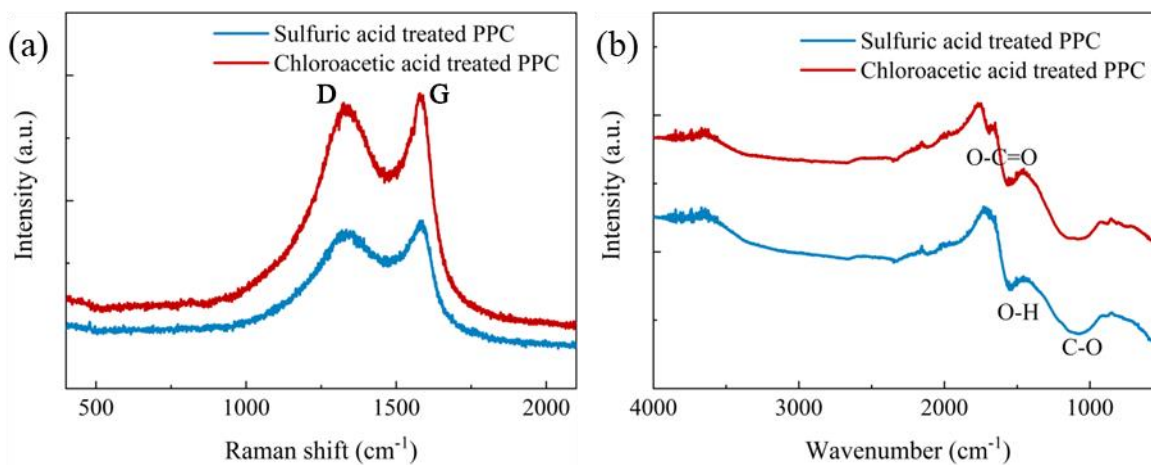 (a)
Sulfuric acid treated PPC
Chloroacetic acid treated PPC
D
G
Intensity (a.u.)
500
1000
1500
2000
Raman shift (cm⁻¹)
(b)
Sulfuric acid treated PPC
Chloroacetic acid treated PPC
O-C=O
O-H
C-O
Intensity (a.u.)
4000
3000
2000
1000
Wavenumber (cm⁻¹)